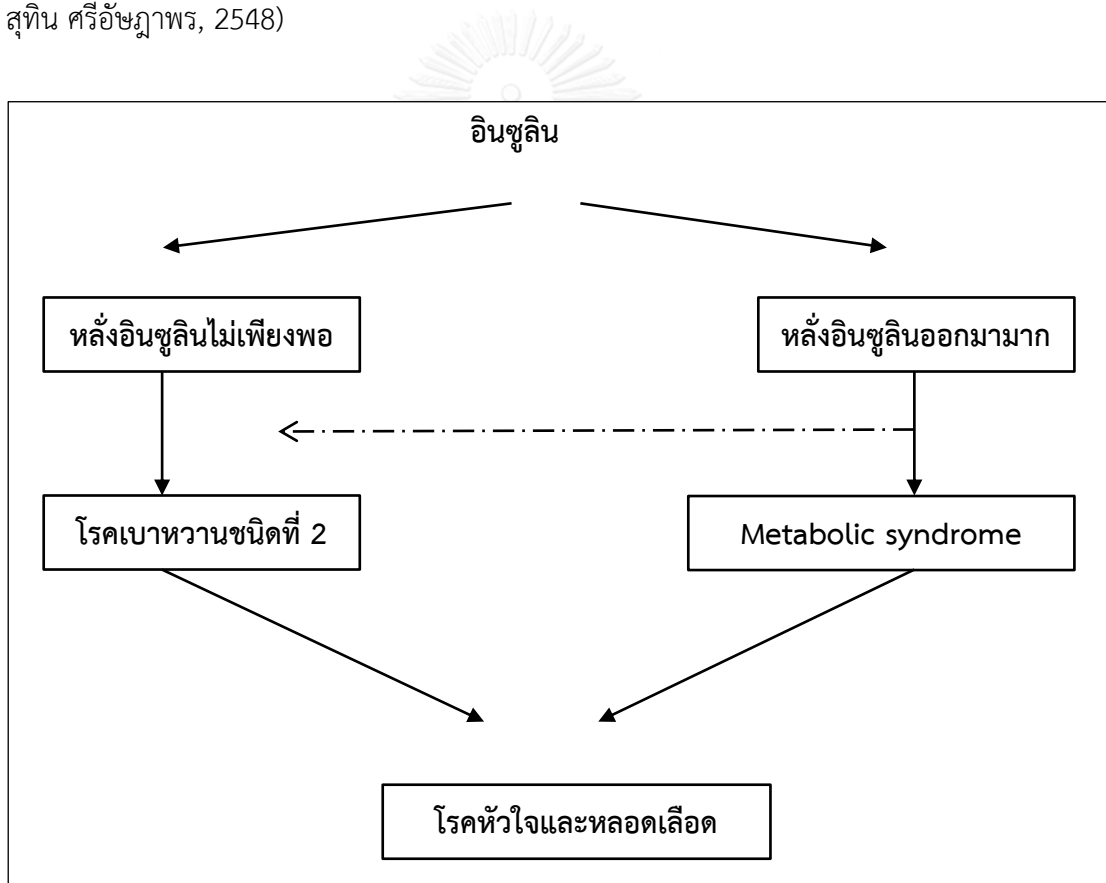 สุทิน ศรีอัษฎาพร, 2548)
อินซูลิน
หลั่งอินซูลินไม่เพียงพอ
หลั่งอินซูลินออกมามาก
โรคเบาหวานชนิดที่ 2
Metabolic syndrome
โรคหัวใจและหลอดเลือด